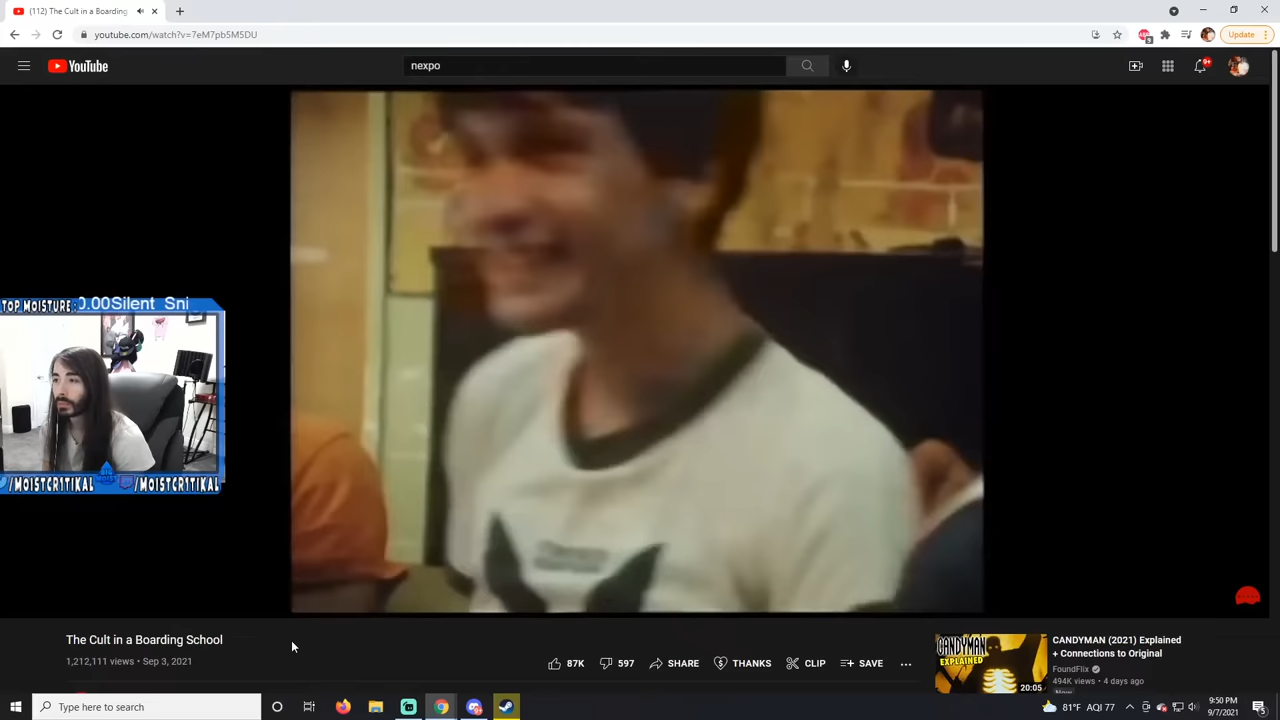 (112) The Cult in a Boarding
youtube.com/watch?v=7eM7pb5M5DU
Update
YouTube
nexpo
9+
TOP MOISTURE:
0.00Silent Sni
/MOISTCR1TIKAL
/MOISTCR1TIKAL
The Cult in a Boarding School
1,212,111 views • Sep 3, 2021
87K
597
SHARE
THANKS
CLIP
SAVE
CANDYMAN EXPLAINED
20:05
CANDYMAN (2021) Explained
+ Connections to Original
FoundFlix
494K views • 4 days ago
Type here to search
81°F AQI 77
9:50 PM
9/7/2021